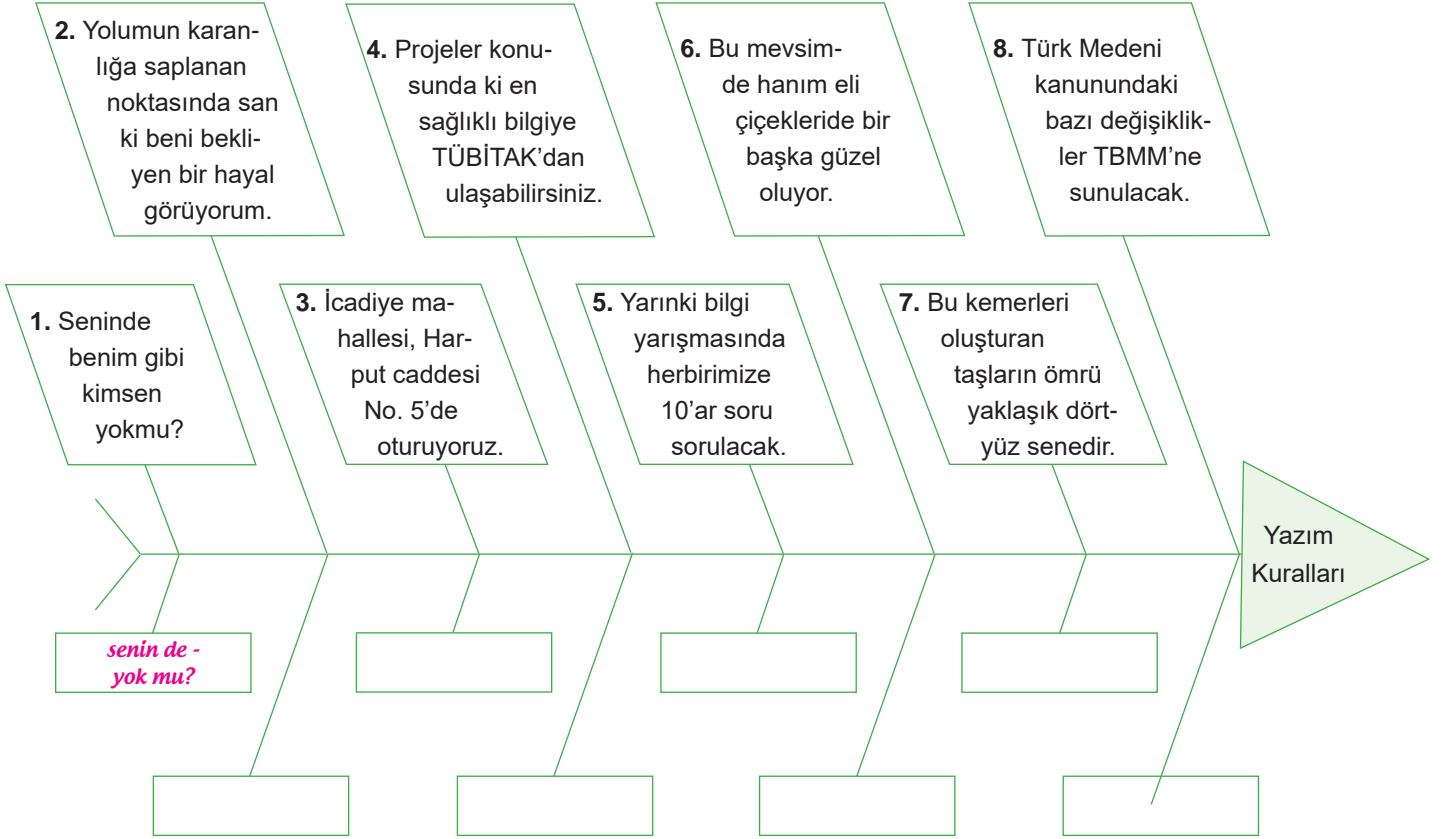 2. Yolumun karan-
lığa saplanan
noktasında san
ki beni bekli-
yen bir hayal
görüyorum.
4. Projeler konu-
sunda ki en
sağlıklı bilgiye
TÜBİTAK’dan
ulaşabilirsiniz.
6. Bu mevsim-
de hanım eli
çiçekleride bir
başka güzel
oluyor.
8. Türk Medeni
kanunundaki
bazı değişiklik-
ler TBMM’ne
sunulacak.
1. Seninde
benim gibi
kimsen
yokmu?
3. İcadiye ma-
hallesi, Har-
put caddesi
No. 5’de
oturuyoruz.
5. Yarınki bilgi
yarışmasında
herbirimize
10’ar soru
sorulacak.
7. Bu kemerleri
oluşturan
taşların ömrü
yaklaşık dört-
yüz senedir.
Yazım
Kuralları
senin de -
yok mu?